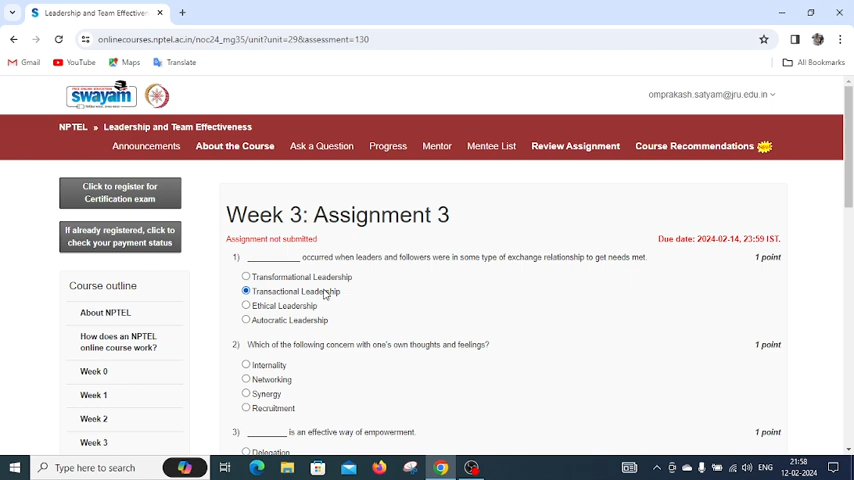 Leadership and Team Effectiven
onlinecourses.nptel.ac.in/noc24_mg35/unit?unit=29&assessment=130
Gmail YouTube Maps Translate All Bookmarks
swayam
omprakash.satyam@jru.edu.in
NPTEL » Leadership and Team Effectiveness
Announcements About the Course Ask a Question Progress Mentor Mentee List Review Assignment Course Recommendations
Click to register for
Certification exam
If already registered, click to
check your payment status
Course outline
About NPTEL
How does an NPTEL
online course work?
Week 0
Week 1
Week 2
Week 3
Week 3: Assignment 3
Assignment not submitted Due date: 2024-02-14, 23:59 IST.
1) ____________ occurred when leaders and followers were in some type of exchange relationship to get needs met. 1 point
Transformational Leadership
Transactional Leadership
Ethical Leadership
Autocratic Leadership
2) Which of the following concern with one's own thoughts and feelings? 1 point
Internality
Networking
Synergy
Recruitment
3) _________ is an effective way of empowerment. 1 point
Delegation
Type here to search
ENG
21:58
12-02-2024